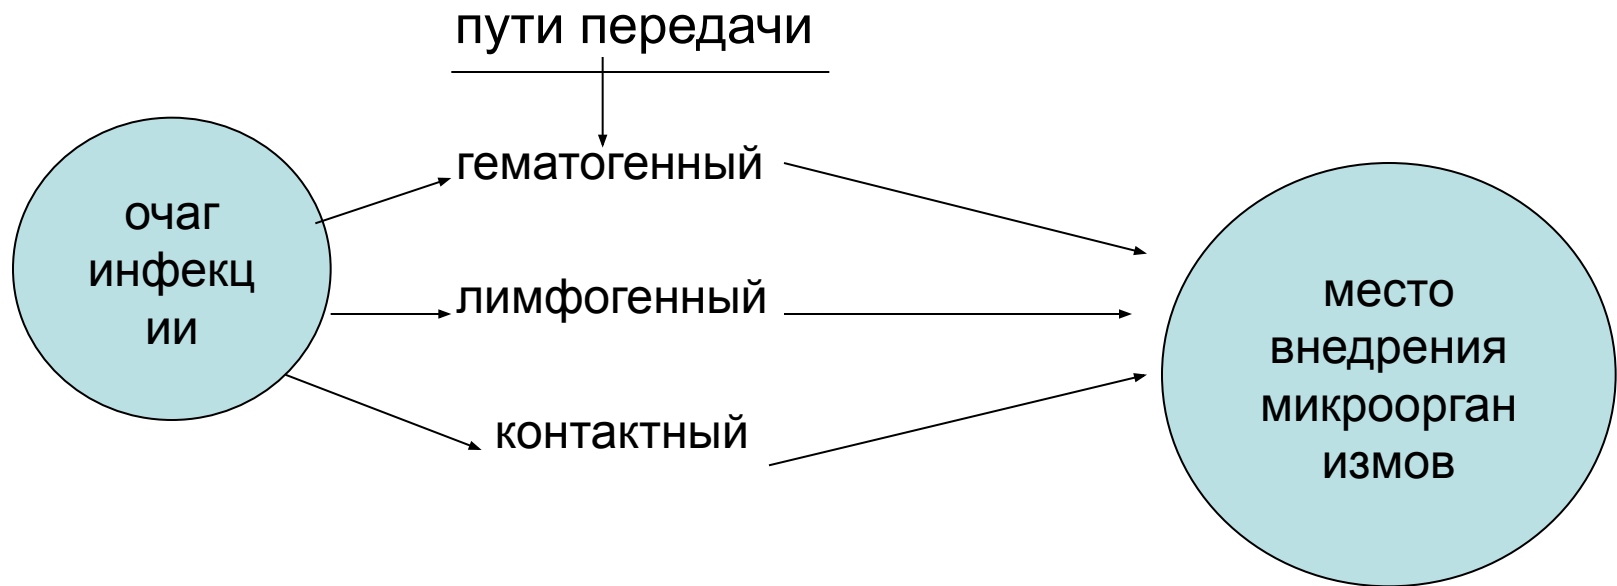 пути передачи
гематогенный
очаг
инфекц
ии
лимфогенный
контактный
место
внедрения
микроорган
измов